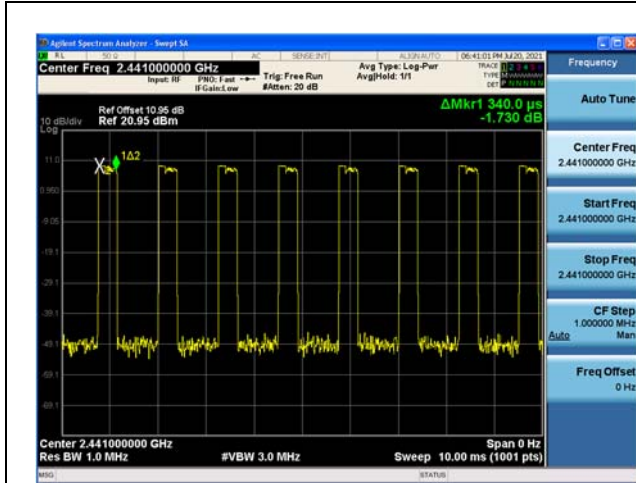 Agilent Spectrum Analyzer - Swept SA
RL 50 Ω AC SENSE:INT ALIGN AUTO 06:41:01 PM Jul 20, 2021
Center Freq 2.441000000 GHz
Input: RF PNO: Fast Trig: Free Run Avg Type: Log-Pwr TRACE 1 2 3 4 5 6
IFGain:Low #Atten: 20 dB Avg|Hold: 1/1 TYPE
DET P N N N N N
Frequency
Auto Tune
Ref Offset 10.95 dB
10 dB/div Ref 20.95 dBm
Log
ΔMkr1 340.0 µs
-1.730 dB
11.0
0.950
-9.05
-19.1
-29.1
-39.1
-49.1
-59.1
-69.1
1Δ2
X2
Center Freq
2.441000000 GHz
Start Freq
2.441000000 GHz
Stop Freq
2.441000000 GHz
CF Step
1.000000 MHz
Auto Man
Freq Offset
0 Hz
Center 2.441000000 GHz Span 0 Hz
Res BW 1.0 MHz #VBW 3.0 MHz Sweep 10.00 ms (1001 pts)
MSG STATUS